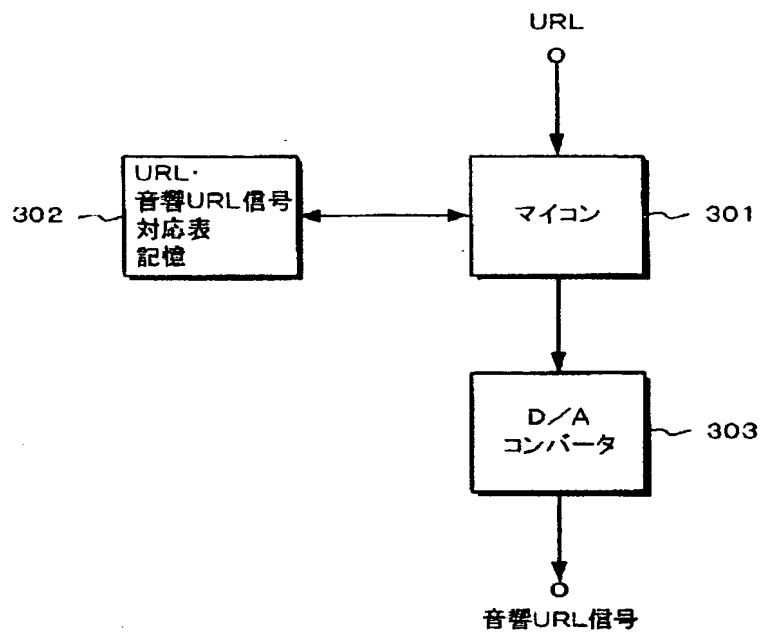 URL
URL・
音響URL信号
対応表
記憶
302
マイコン
301
D／A
コンバータ
303
音響URL信号